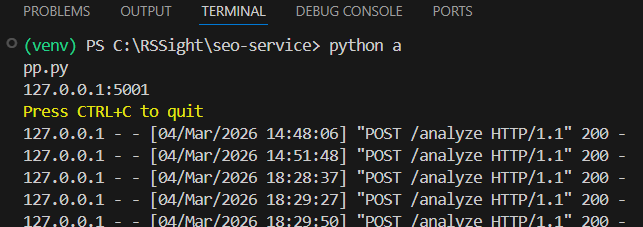 PROBLEMS OUTPUT TERMINAL DEBUG CONSOLE PORTS
(venv) PS C:\RSSight\seo-service> python a
pp.py
127.0.0.1:5001
Press CTRL+C to quit
127.0.0.1 - - [04/Mar/2026 14:48:06] "POST /analyze HTTP/1.1" 200 -
127.0.0.1 - - [04/Mar/2026 14:51:48] "POST /analyze HTTP/1.1" 200 -
127.0.0.1 - - [04/Mar/2026 18:28:37] "POST /analyze HTTP/1.1" 200 -
127.0.0.1 - - [04/Mar/2026 18:29:27] "POST /analyze HTTP/1.1" 200 -
127.0.0.1 - - [04/Mar/2026 18:29:50] "POST /analyze HTTP/1.1" 200 -